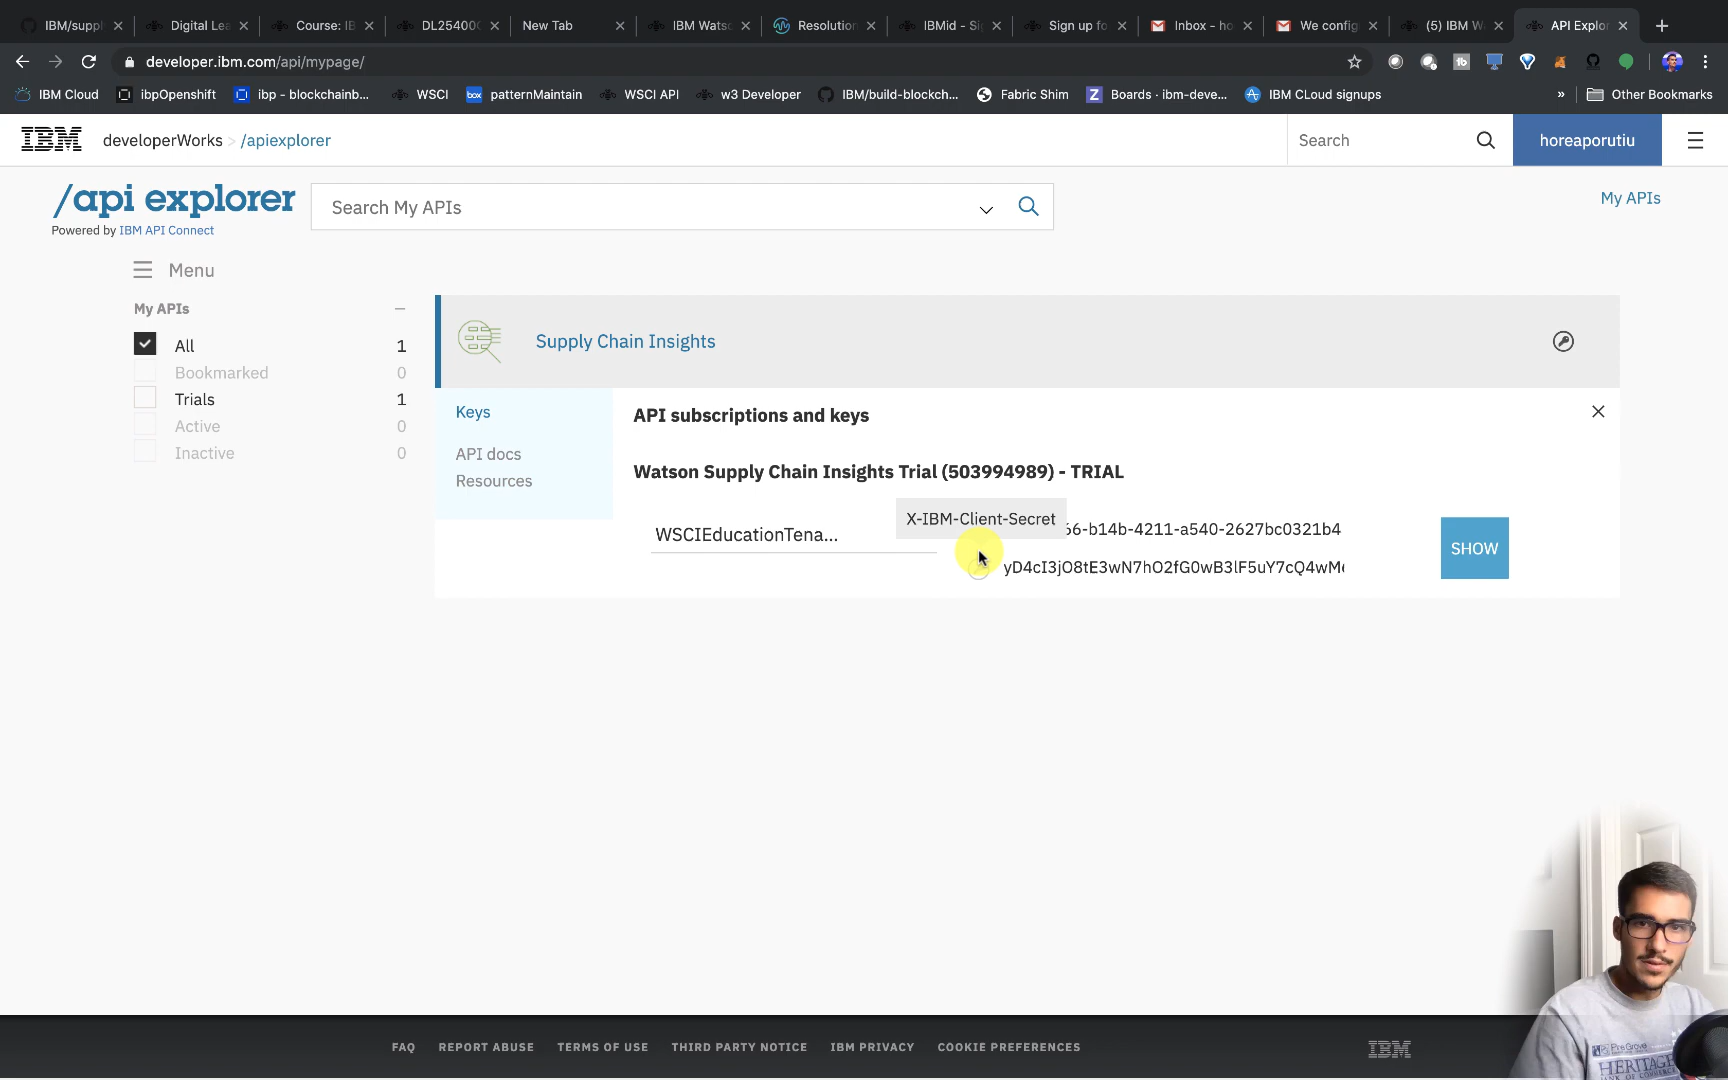 IBM/suppl
Digital Lea
Course: IB
DL25400C
New Tab
IBM Watso
Resolution
IBMid - Si
Sign up fo
Inbox - ho
We config
(5) IBM W
API Explor
developer.ibm.com/api/mypage/
IBM Cloud
ibpOpenshift
ibp - blockchainb...
WSCI
patternMaintain
WSCI API
w3 Developer
IBM/build-blockch...
Fabric Shim
Boards · ibm-deve...
IBM CLoud signups
»
Other Bookmarks
IBM
developerWorks > /apiexplorer
Search
horeaporutiu
/api explorer
Powered by IBM API Connect
Search My APIs
My APIs
Menu
My APIs
All 1
Bookmarked 0
Trials 1
Active 0
Inactive 0
Supply Chain Insights
Keys
API docs
Resources
API subscriptions and keys
Watson Supply Chain Insights Trial (503994989) - TRIAL
X-IBM-Client-Secret
WSCIEducationTena...
66-b14b-4211-a540-2627bc0321b4
yD4cI3jO8tE3wN7hO2fG0wB3lF5uY7cQ4wM
SHOW
FAQ
REPORT ABUSE
TERMS OF USE
THIRD PARTY NOTICE
IBM PRIVACY
COOKIE PREFERENCES
IBM
Pine Grove
HERITAGE